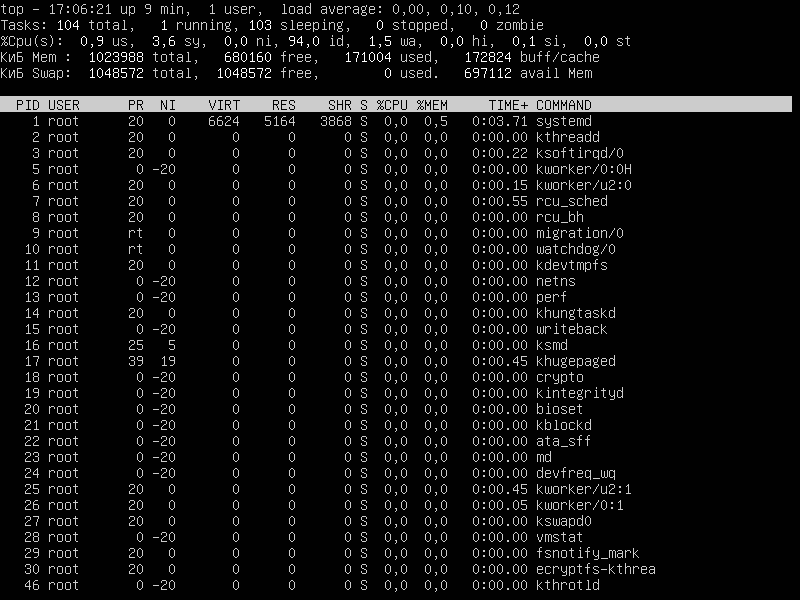 top - 17:06:21 up 9 min,  1 user,  load average: 0,00, 0,10, 0,12
Tasks: 104 total,   1 running, 103 sleeping,   0 stopped,   0 zombie
%Cpu(s):  0,9 us,  3,6 sy,  0,0 ni, 94,0 id,  1,5 wa,  0,0 hi,  0,1 si,  0,0 st
КиБ Mem :  1023988 total,   680160 free,   171004 used,   172824 buff/cache
КиБ Swap:  1048572 total,  1048572 free,        0 used.   697112 avail Mem
PID USER      PR  NI    VIRT    RES    SHR S %CPU %MEM     TIME+ COMMAND
1 root      20   0    6624   5164   3868 S  0,0  0,5   0:03.71 systemd
2 root      20   0       0      0      0 S  0,0  0,0   0:00.00 kthreadd
3 root      20   0       0      0      0 S  0,0  0,0   0:00.22 ksoftirqd/0
5 root       0 -20       0      0      0 S  0,0  0,0   0:00.00 kworker/0:0H
6 root      20   0       0      0      0 S  0,0  0,0   0:00.15 kworker/u2:0
7 root      20   0       0      0      0 S  0,0  0,0   0:00.55 rcu_sched
8 root      20   0       0      0      0 S  0,0  0,0   0:00.00 rcu_bh
9 root      rt   0       0      0      0 S  0,0  0,0   0:00.00 migration/0
10 root      rt   0       0      0      0 S  0,0  0,0   0:00.00 watchdog/0
11 root      20   0       0      0      0 S  0,0  0,0   0:00.00 kdevtmpfs
12 root       0 -20       0      0      0 S  0,0  0,0   0:00.00 netns
13 root       0 -20       0      0      0 S  0,0  0,0   0:00.00 perf
14 root      20   0       0      0      0 S  0,0  0,0   0:00.00 khungtaskd
15 root       0 -20       0      0      0 S  0,0  0,0   0:00.00 writeback
16 root      25   5       0      0      0 S  0,0  0,0   0:00.00 ksmd
17 root      39  19       0      0      0 S  0,0  0,0   0:00.45 khugepaged
18 root       0 -20       0      0      0 S  0,0  0,0   0:00.00 crypto
19 root       0 -20       0      0      0 S  0,0  0,0   0:00.00 kintegrityd
20 root       0 -20       0      0      0 S  0,0  0,0   0:00.00 bioset
21 root       0 -20       0      0      0 S  0,0  0,0   0:00.00 kblockd
22 root       0 -20       0      0      0 S  0,0  0,0   0:00.00 ata_sff
23 root       0 -20       0      0      0 S  0,0  0,0   0:00.00 md
24 root       0 -20       0      0      0 S  0,0  0,0   0:00.00 devfreq_wq
25 root      20   0       0      0      0 S  0,0  0,0   0:00.45 kworker/u2:1
26 root      20   0       0      0      0 S  0,0  0,0   0:00.05 kworker/0:1
27 root      20   0       0      0      0 S  0,0  0,0   0:00.00 kswapd0
28 root       0 -20       0      0      0 S  0,0  0,0   0:00.00 vmstat
29 root      20   0       0      0      0 S  0,0  0,0   0:00.00 fsnotify_mark
30 root      20   0       0      0      0 S  0,0  0,0   0:00.00 ecryptfs-kthrea
46 root       0 -20       0      0      0 S  0,0  0,0   0:00.00 kthrotld